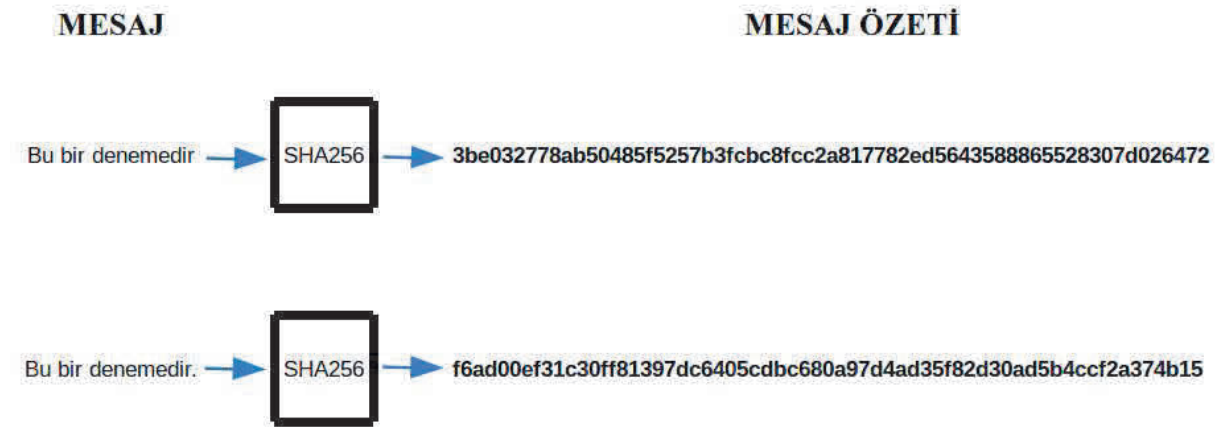 MESAJ MESAJ ÖZETİ
Bu bir denemedir SHA256 3be032778ab50485f5257b3fcbc8fcc2a817782ed5643588865528307d026472
Bu bir denemedir. SHA256 f6ad00ef31c30ff81397dc6405cdbc680a97d4ad35f82d30ad5b4ccf2a374b15